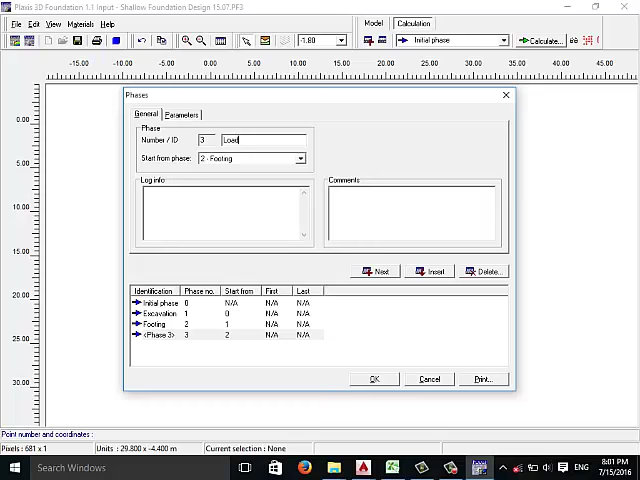 Plaxis 3D Foundation 1.1 Input - Shallow Foundation Design 15.07.PF3
File Edit View Materials Help
Model Calculation
-1.80
Initial phase
Calculate...
-15.00 -10.00 -5.00 0.00 5.00 10.00 15.00 20.00 25.00 30.00 35.00 40.00 45.00
0.00
5.00
10.00
15.00
20.00
25.00
30.00
Phases
General Parameters
Phase
Number / ID 3 Load
Start from phase: 2 - Footing
Log info
Comments
Next Insert Delete...
Identification Phase no. Start from First Last
Initial phase 0 N/A N/A N/A
Excavation 1 0 N/A N/A
Footing 2 1 N/A N/A
<Phase 3> 3 2 N/A N/A
OK Cancel Print...
Point number and coordinates :
Pixels : 681 x 1 Units : 29.800 x -4.400 m Current selection : None
Search Windows
ENG
8:01 PM
7/15/2016